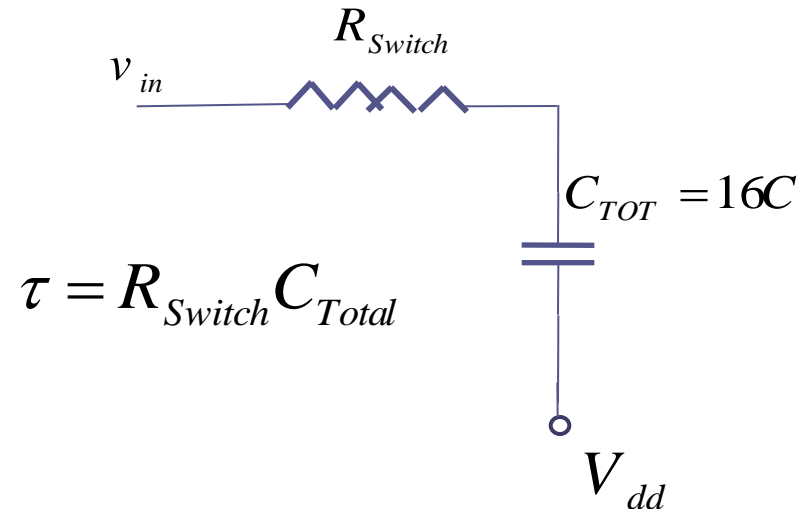 R_Switch
v_in
C_TOT = 16C
τ = R_Switch C_Total
V_dd